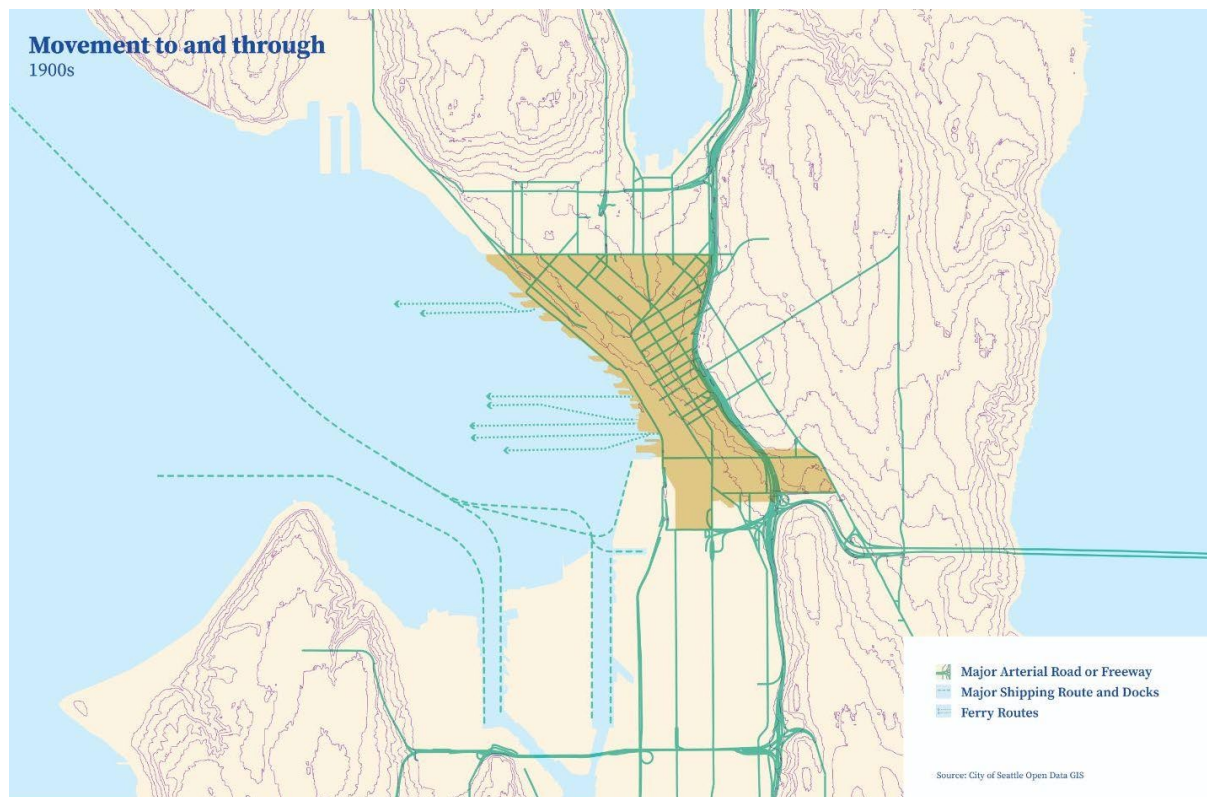 Movement to and through
1900s
Major Arterial Road or Freeway
Major Shipping Route and Docks
Ferry Routes
Source: City of Seattle Open Data GIS